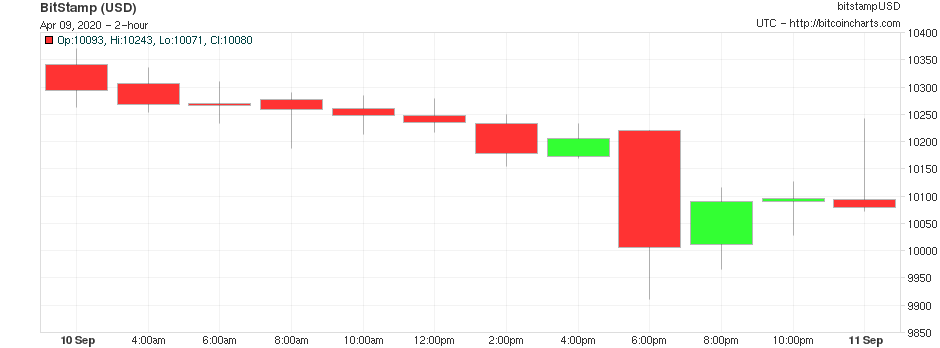 BitStamp (USD)
bitstampUSD
Apr 09, 2020 - 2-hour
UTC - http://bitcoincharts.com
Op:10093, Hi:10243, Lo:10071, Cl:10080
10400
10350
10300
10250
10200
10150
10100
10050
10000
9950
9900
9850
10 Sep 4:00am 6:00am 8:00am 10:00am 12:00pm 2:00pm 4:00pm 6:00pm 8:00pm 10:00pm 11 Sep